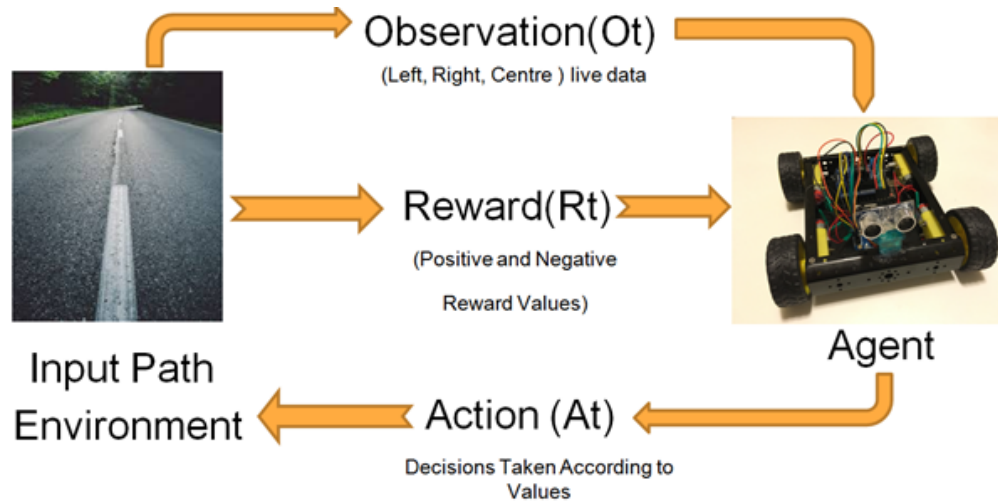 Observation(Ot)
(Left, Right, Centre ) live data
Reward(Rt)
(Positive and Negative
Reward Values)
Agent
Input Path
Environment
Action (At)
Decisions Taken According to
Values